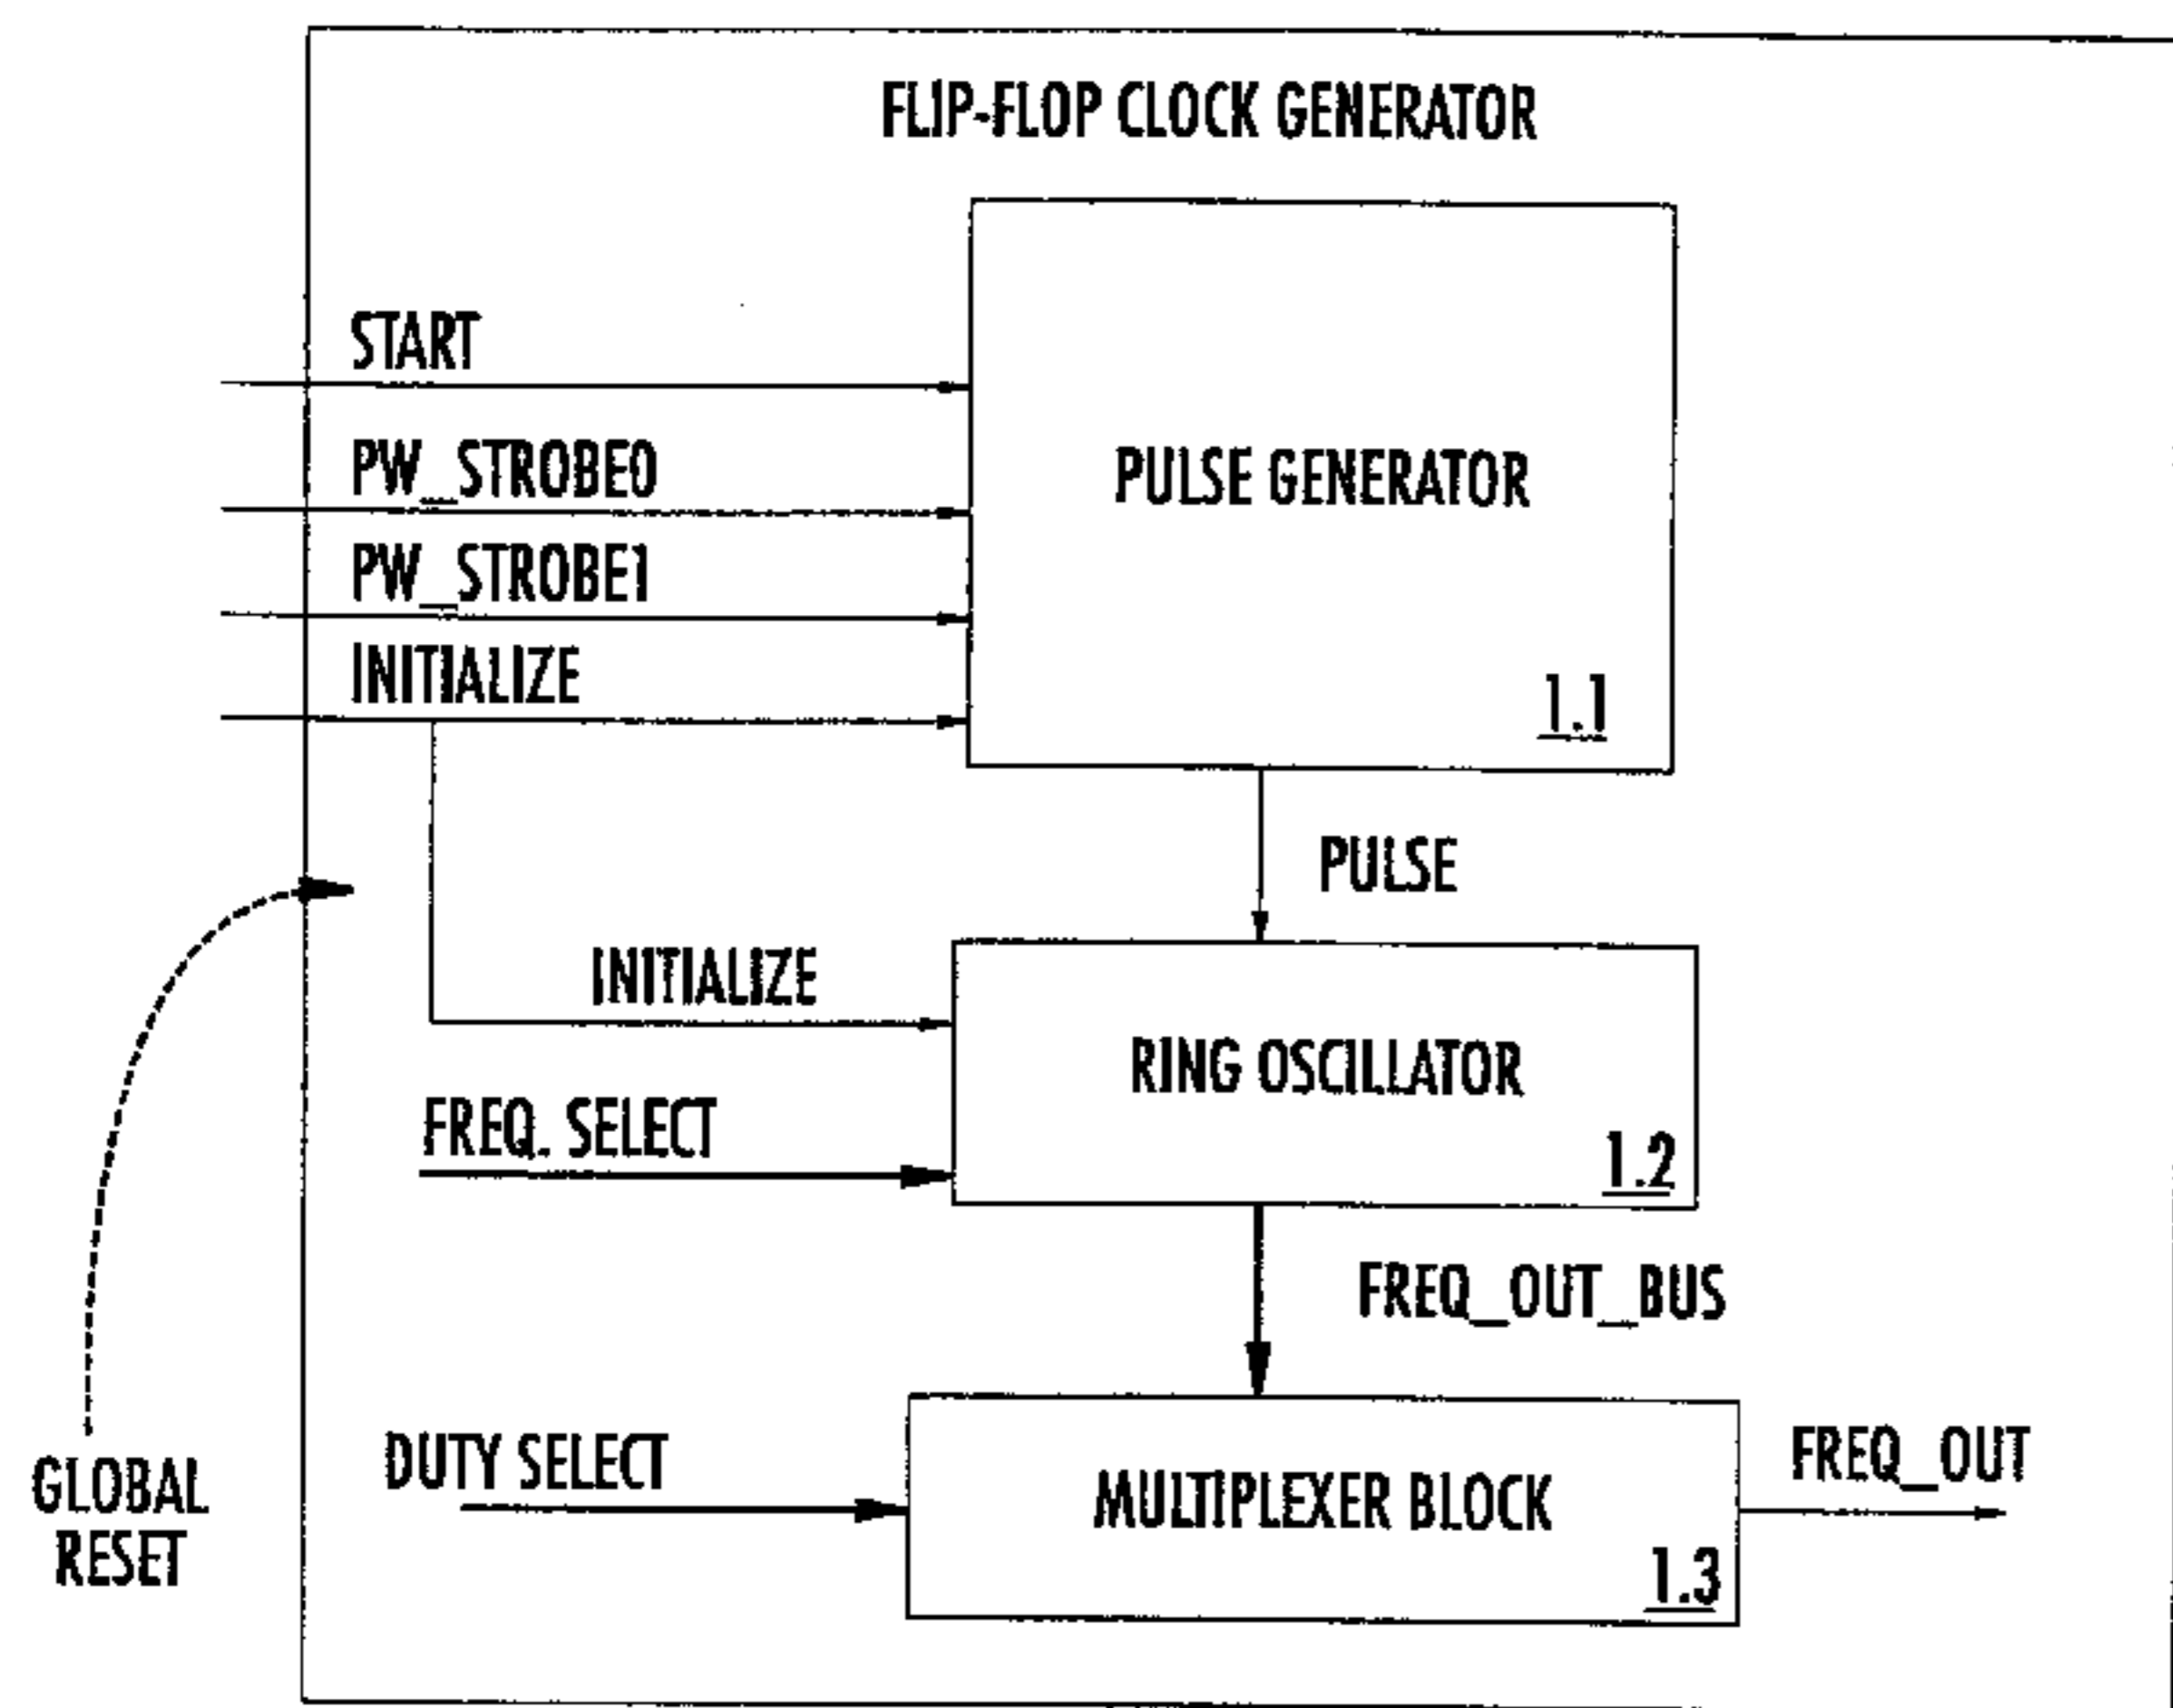 FLIP-FLOP CLOCK GENERATOR
START
PW_STROBE0
PW_STROBE1
INITIALIZE
PULSE GENERATOR
1.1
PULSE
INITIALIZE
FREQ. SELECT
RING OSCILLATOR
1.2
FREQ_OUT_BUS
DUTY SELECT
MULTIPLEXER BLOCK
1.3
FREQ_OUT
GLOBAL
RESET